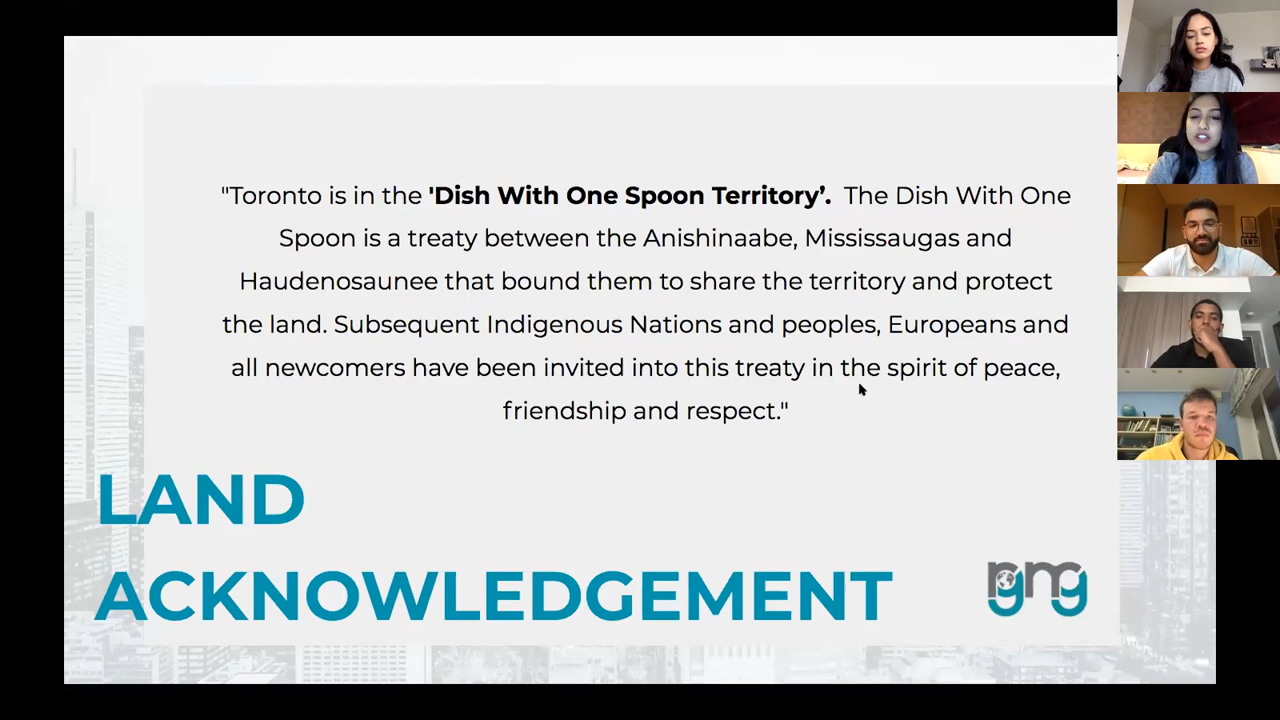 "Toronto is in the 'Dish With One Spoon Territory’.  The Dish With One
Spoon is a treaty between the Anishinaabe, Mississaugas and
Haudenosaunee that bound them to share the territory and protect
the land. Subsequent Indigenous Nations and peoples, Europeans and
all newcomers have been invited into this treaty in the spirit of peace,
friendship and respect."
LAND
ACKNOWLEDGEMENT